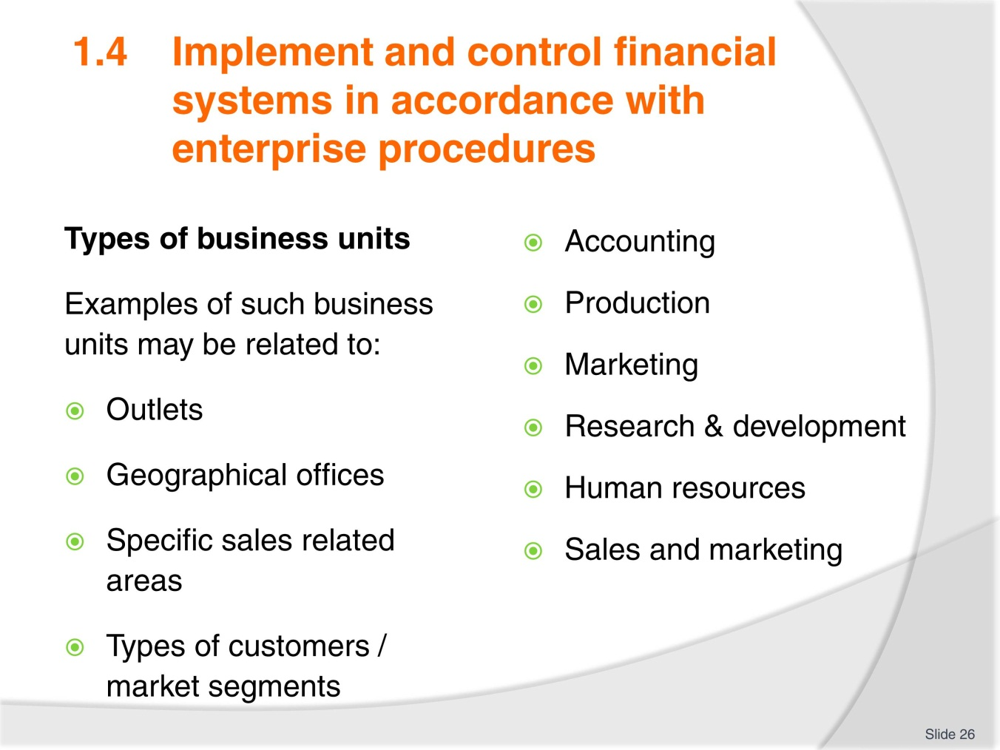 1.4 Implement and control financial
systems in accordance with
enterprise procedures
Types of business units
Examples of such business
units may be related to:
Outlets
Geographical offices
Specific sales related
areas
Types of customers /
market segments
Accounting
Production
Marketing
Research & development
Human resources
Sales and marketing
Slide 26